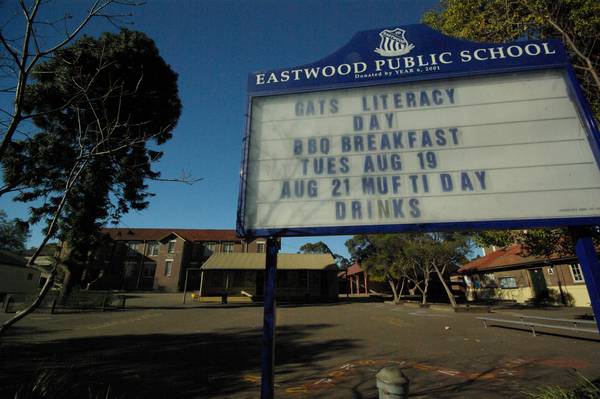 EASTWOOD PUBLIC SCHOOL
Donated by YEAR 6, 2001
GATS LITERACY
DAY
BBQ BREAKFAST
TUES AUG 19
AUG 21 MUFTI DAY
DRINKS